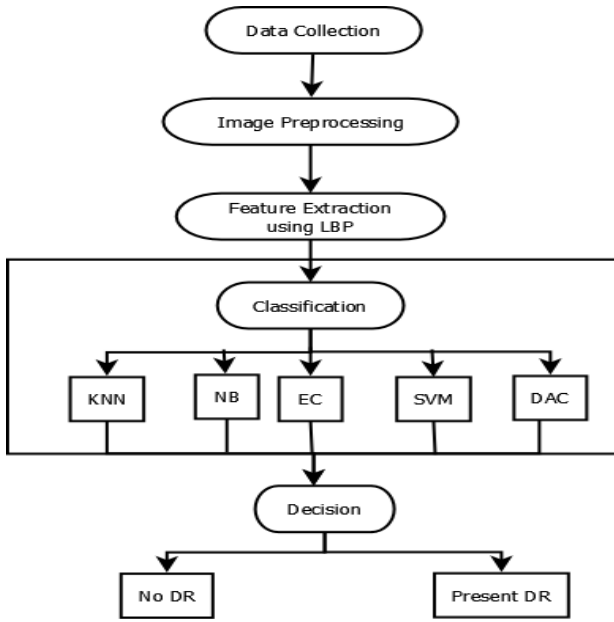 Data Collection
Image Preprocessing
Feature Extraction
using LBP
Classification
KNN
NB
EC
SVM
DAC
Decision
No DR
Present DR